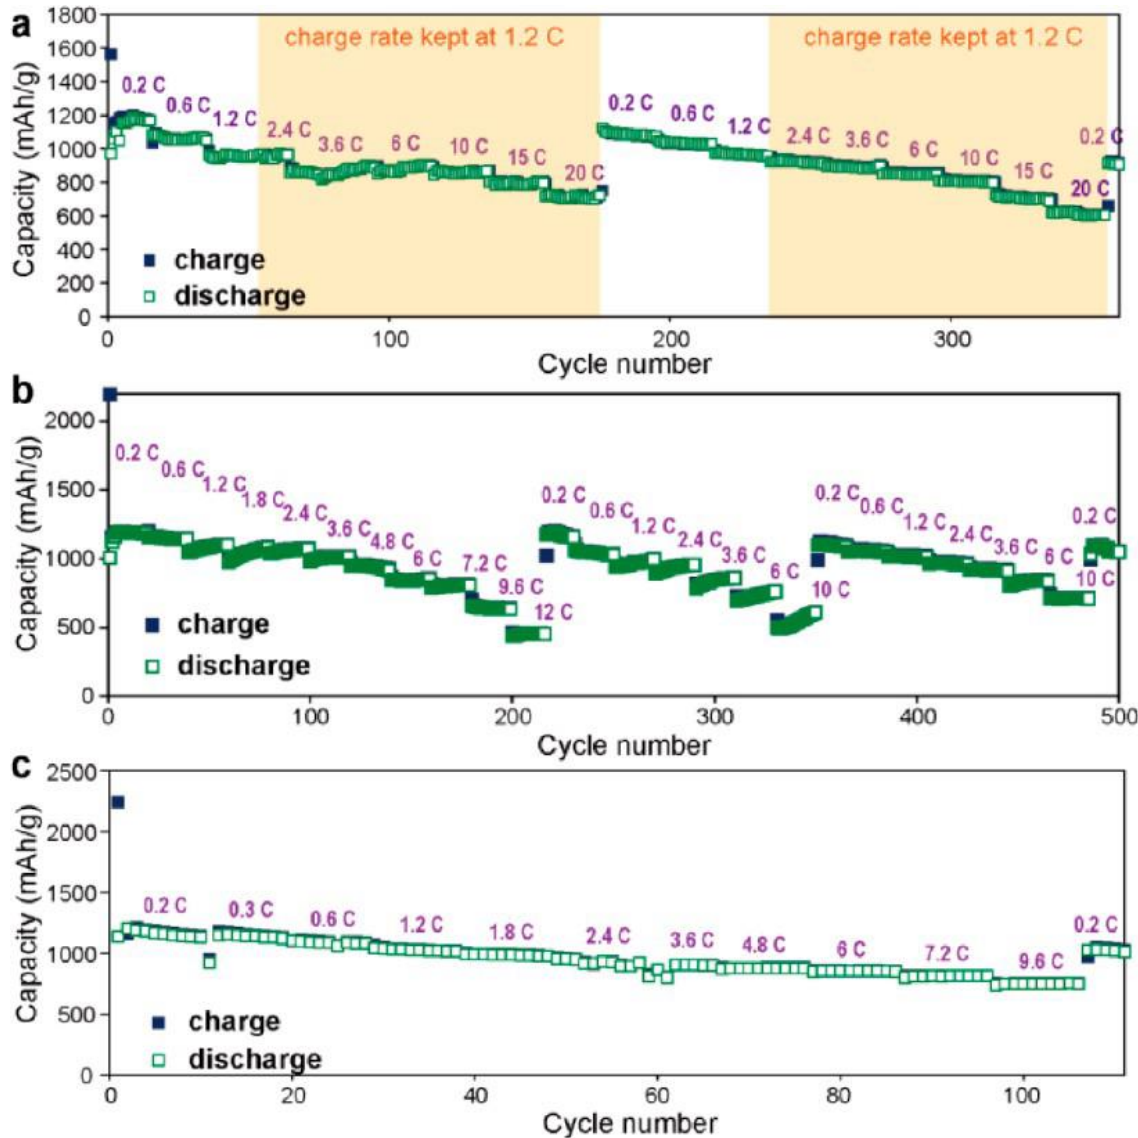 a
charge rate kept at 1.2 C
charge rate kept at 1.2 C
1800
1600
1400
1200
1000
800
600
400
200
0
Capacity (mAh/g)
0.2 C
0.6 C
1.2 C
2.4 C
3.6 C
6 C
10 C
15 C
20 C
0.2 C
0.6 C
1.2 C
2.4 C
3.6 C
6 C
10 C
15 C
20 C
0.2 C
charge
discharge
0
100
200
300
Cycle number
b
2000
1500
1000
500
0
Capacity (mAh/g)
0.2 C
0.6 C
1.2 C
1.8 C
2.4 C
3.6 C
4.8 C
6 C
7.2 C
9.6 C
12 C
0.2 C
0.6 C
1.2 C
2.4 C
3.6 C
6 C
10 C
0.2 C
0.6 C
1.2 C
2.4 C
3.6 C
6 C
10 C
0.2 C
charge
discharge
0
100
200
300
400
500
Cycle number
c
2500
2000
1500
1000
500
0
Capacity (mAh/g)
0.2 C
0.3 C
0.6 C
1.2 C
1.8 C
2.4 C
3.6 C
4.8 C
6 C
7.2 C
9.6 C
0.2 C
charge
discharge
0
20
40
60
80
100
Cycle number